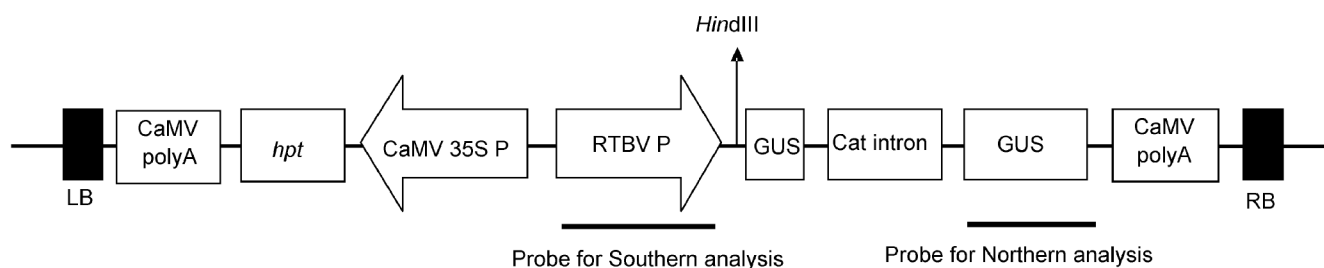 HindIII
CaMV
polyA
hpt
CaMV 35S P
RTBV P
GUS
Cat intron
GUS
CaMV
polyA
LB
RB
Probe for Southern analysis
Probe for Northern analysis